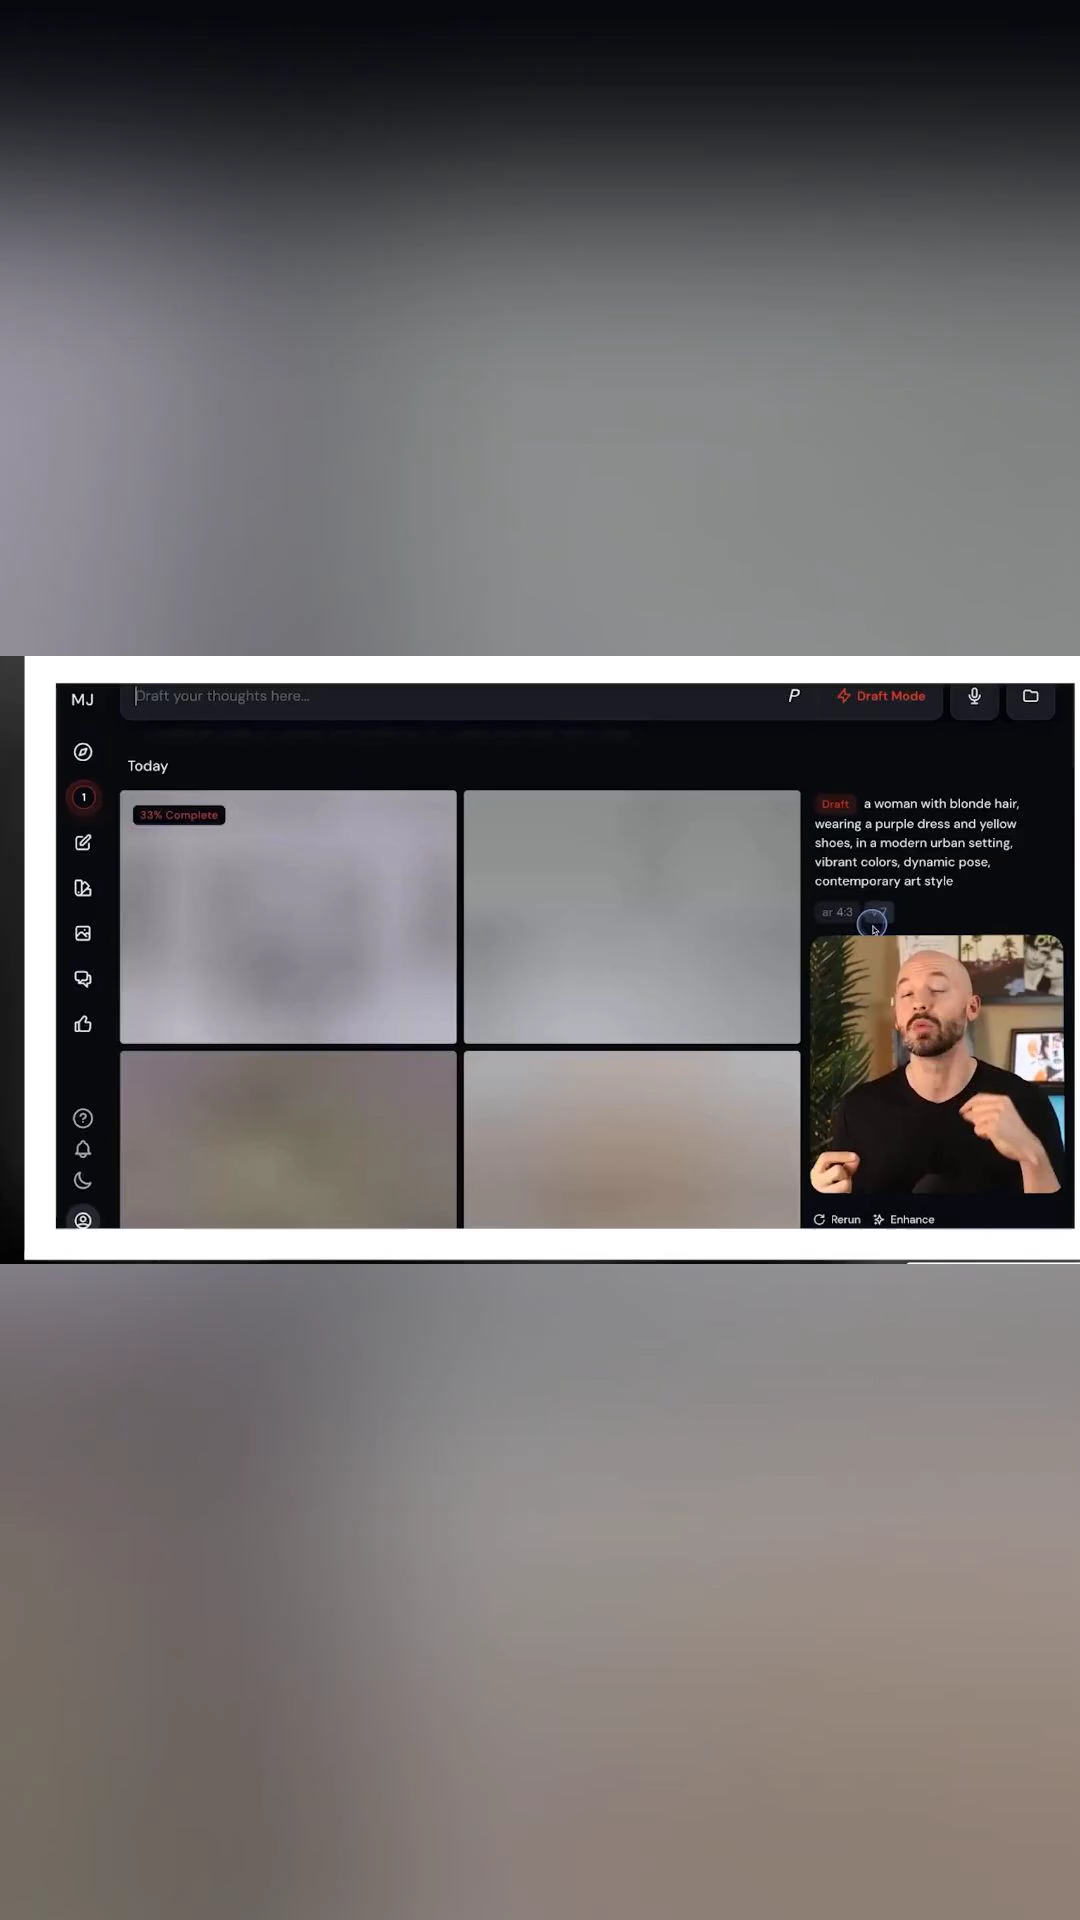 MJ
Draft your thoughts here...
P
Draft Mode
1
Today
33% Complete
Draft a woman with blonde hair,
wearing a purple dress and yellow
shoes, in a modern urban setting,
vibrant colors, dynamic pose,
contemporary art style
ar 4:3
Rerun
Enhance